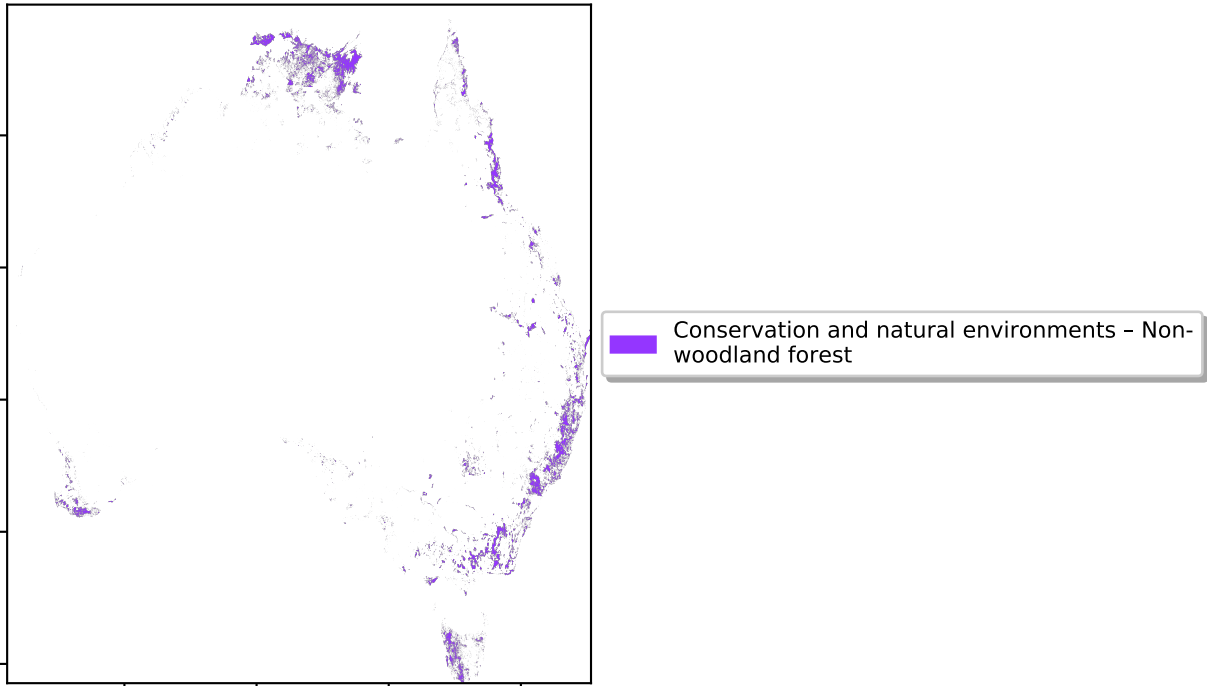 Conservation and natural environments – Non-
woodland forest